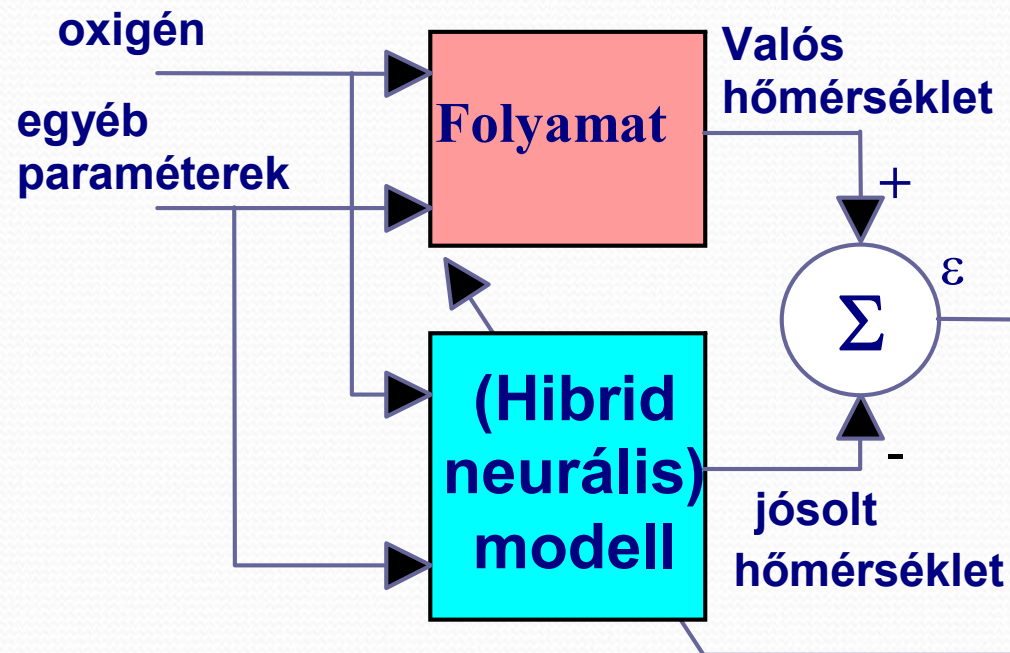 oxigén
egyéb
paraméterek
Folyamat
Valós
hőmérséklet
+
ε
Σ
-
(Hibrid
neurális)
modell
jósolt
hőmérséklet